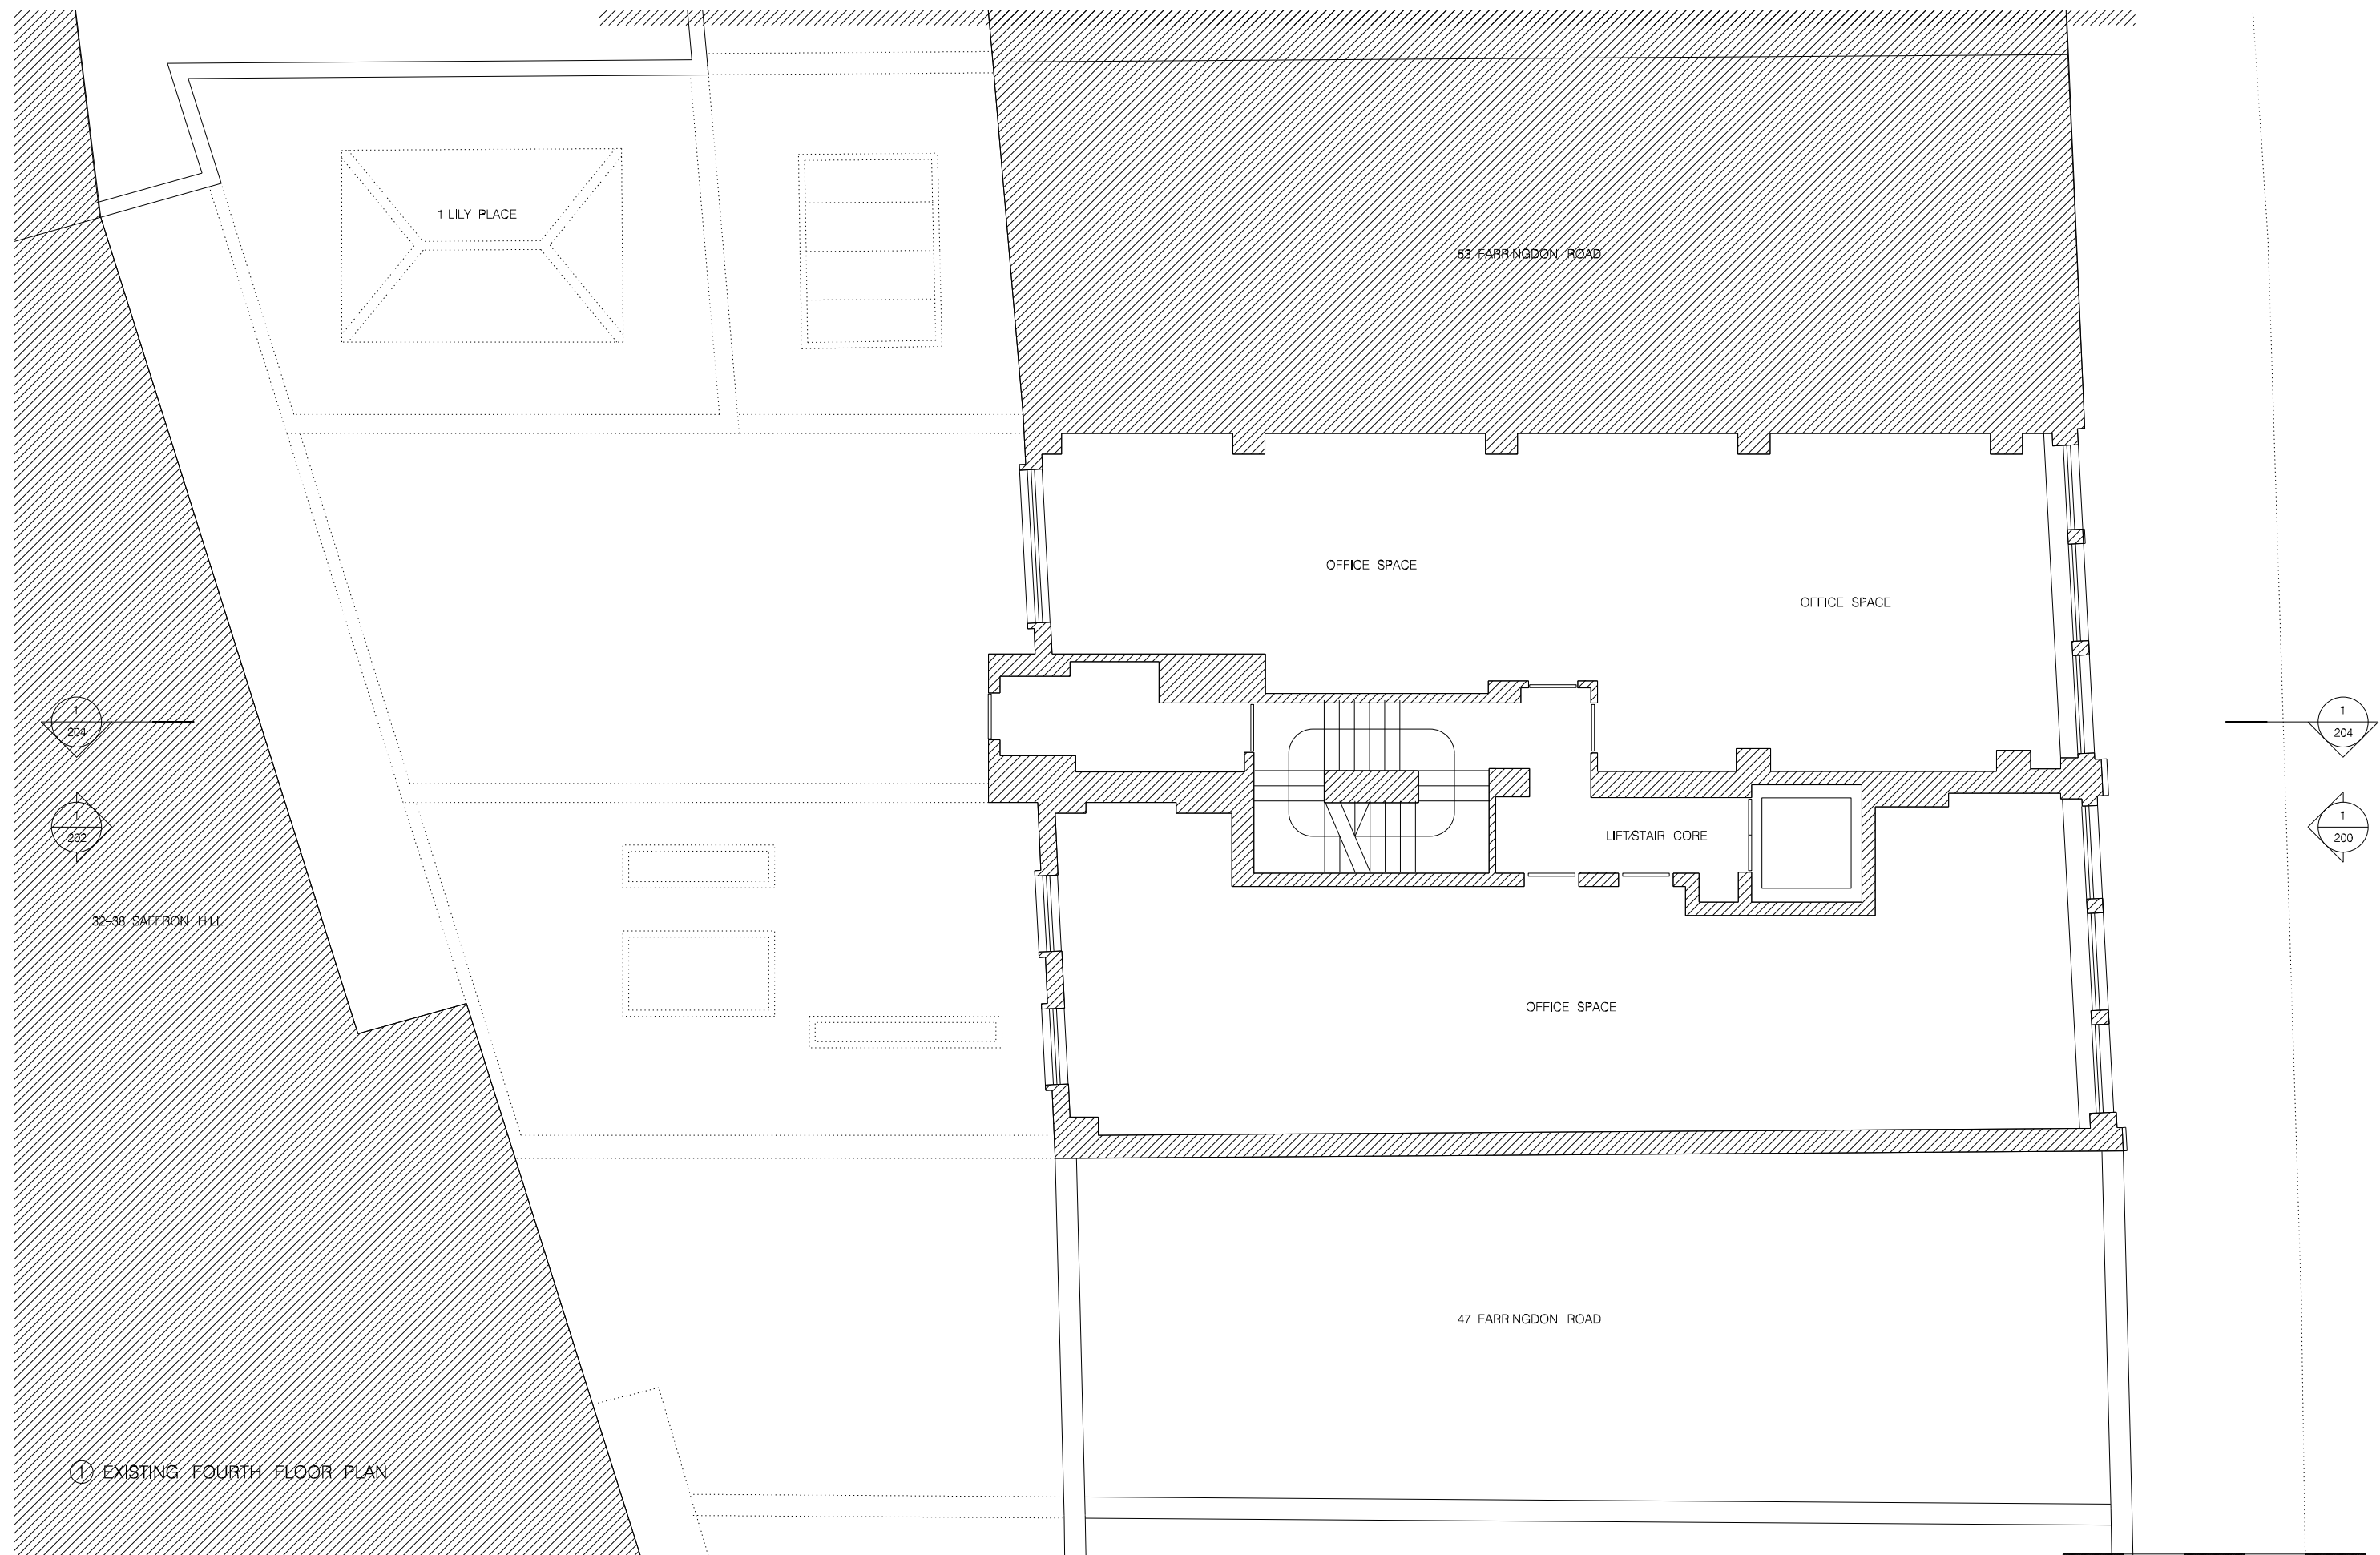 1 LILY PLACE
53 FARRINGDON ROAD
OFFICE SPACE
OFFICE SPACE
1
204
1
204
1
202
1
200
LIFT/STAIR CORE
32-38 SAFFRON HILL
OFFICE SPACE
47 FARRINGDON ROAD
1 EXISTING FOURTH FLOOR PLAN